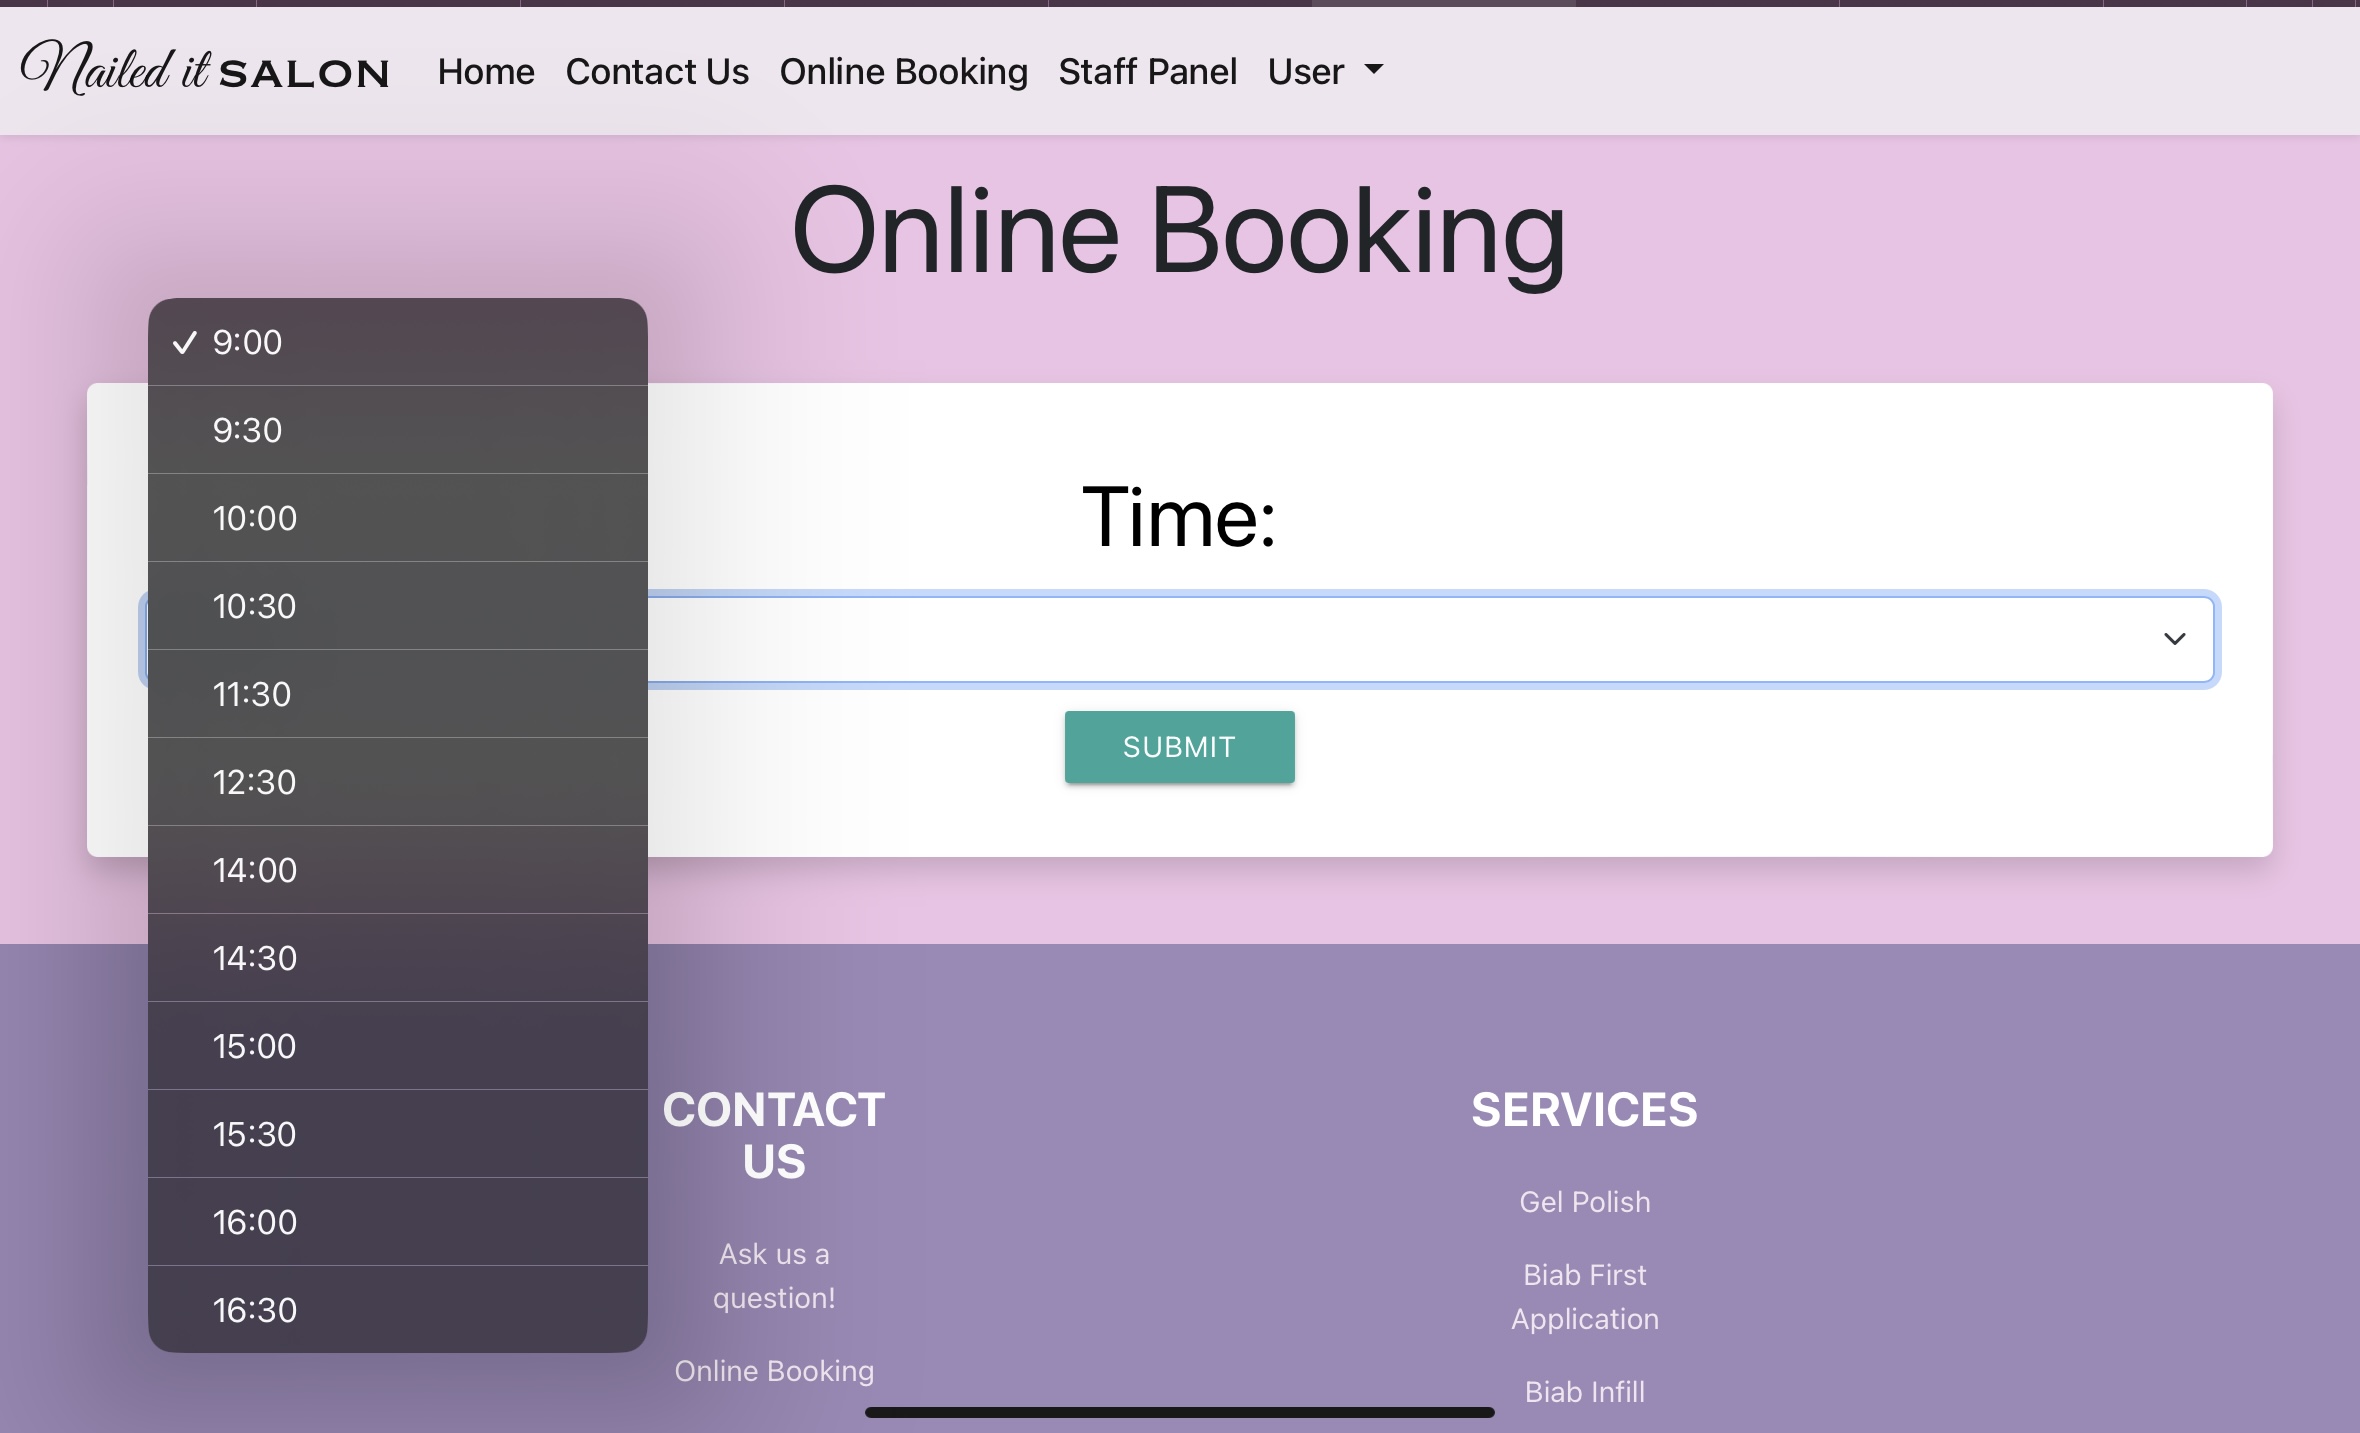 Nailed it SALON Home Contact Us Online Booking Staff Panel User
Online Booking
9:00
9:30
10:00
10:30
11:30
12:30
14:00
14:30
15:00
15:30
16:00
16:30
Time:
SUBMIT
CONTACT
US
Ask us a
question!
Online Booking
SERVICES
Gel Polish
Biab First
Application
Biab Infill